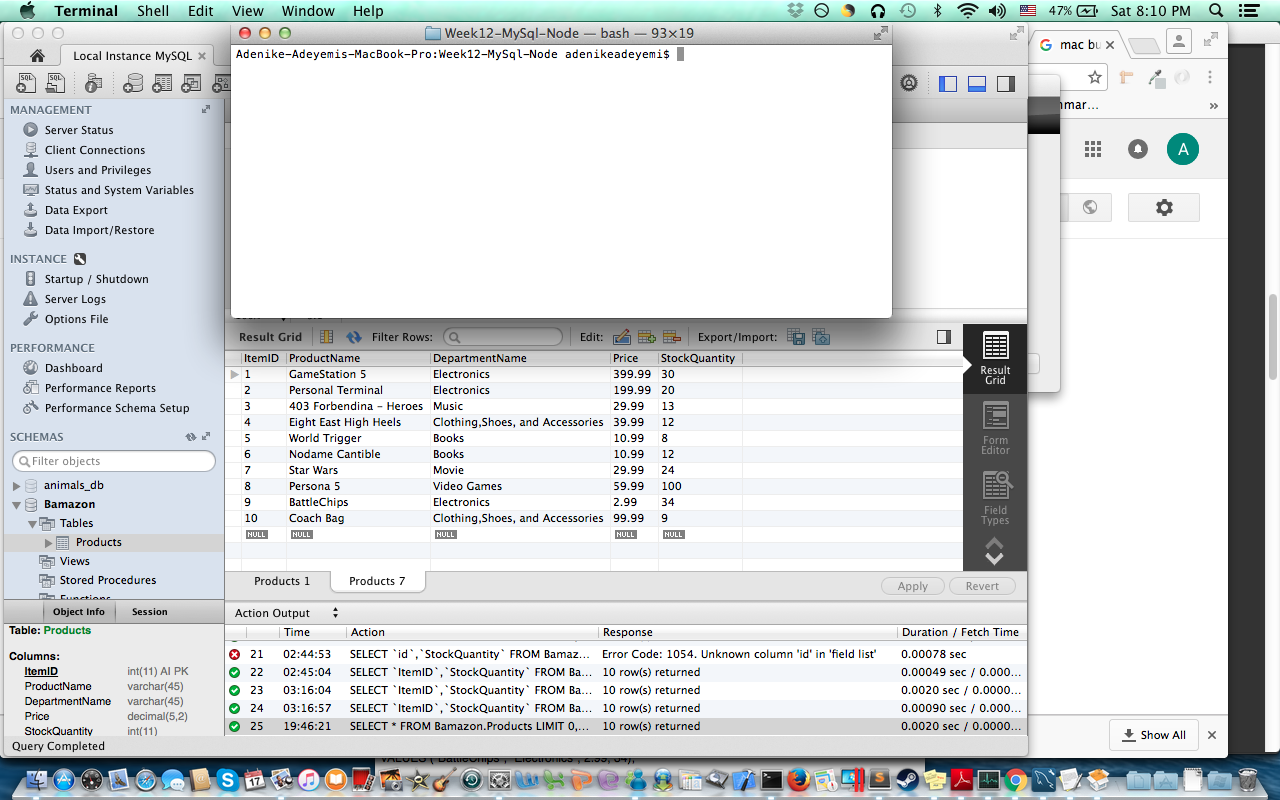 Terminal Shell Edit View Window Help 47% Sat 8:10 PM
Week12-MySql-Node — bash — 93×19
Adenike-Adeyemis-MacBook-Pro:Week12-MySql-Node adenikeadeyemi$
Local Instance MySQL
mac bu
A
MANAGEMENT
Server Status
Client Connections
Users and Privileges
Status and System Variables
Data Export
Data Import/Restore
INSTANCE
Startup / Shutdown
Server Logs
Options File
PERFORMANCE
Dashboard
Performance Reports
Performance Schema Setup
SCHEMAS
Filter objects
animals_db
Bamazon
Tables
Products
Views
Stored Procedures
Functions
Object Info Session
Table: Products
Columns:
ItemID int(11) AI PK
ProductName varchar(45)
DepartmentName varchar(45)
Price decimal(5,2)
StockQuantity int(11)
Query Completed
Result Grid Filter Rows: Edit: Export/Import:
ItemID ProductName DepartmentName Price StockQuantity
1 GameStation 5 Electronics 399.99 30
2 Personal Terminal Electronics 199.99 20
3 403 Forbendina - Heroes Music 29.99 13
4 Eight East High Heels Clothing,Shoes, and Accessories 39.99 12
5 World Trigger Books 10.99 8
6 Nodame Cantible Books 10.99 12
7 Star Wars Movie 29.99 24
8 Persona 5 Video Games 59.99 100
9 BattleChips Electronics 2.99 34
10 Coach Bag Clothing,Shoes, and Accessories 99.99 9
NULL NULL NULL NULL NULL
Result Grid
Form Editor
Field Types
Products 1 Products 7 Apply Revert
Action Output
Time Action Response Duration / Fetch Time
21 02:44:53 SELECT `id`,`StockQuantity` FROM Bamaz... Error Code: 1054. Unknown column 'id' in 'field list' 0.00078 sec
22 02:45:04 SELECT `ItemID`,`StockQuantity` FROM Ba... 10 row(s) returned 0.00049 sec / 0.0000...
23 03:16:04 SELECT `ItemID`,`StockQuantity` FROM Ba... 10 row(s) returned 0.0020 sec / 0.0000...
24 03:16:57 SELECT `ItemID`,`StockQuantity` FROM Ba... 10 row(s) returned 0.00090 sec / 0.0000...
25 19:46:21 SELECT * FROM Bamazon.Products LIMIT 0,... 10 row(s) returned 0.0020 sec / 0.0000...
Show All